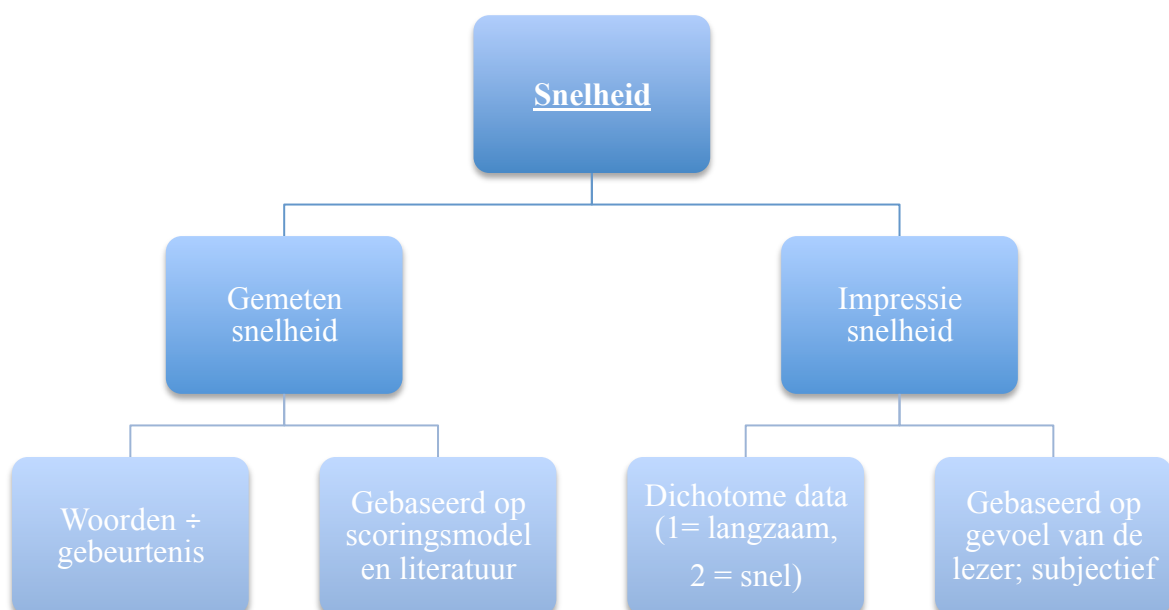 Snelheid
Gemeten
snelheid
Impressie
snelheid
Woorden ÷
gebeurtenis
Gebaseerd op
scoringsmodel
en literatuur
Dichotome data
(1= langzaam,
2 = snel)
Gebaseerd op
gevoel van de
lezer; subjectief